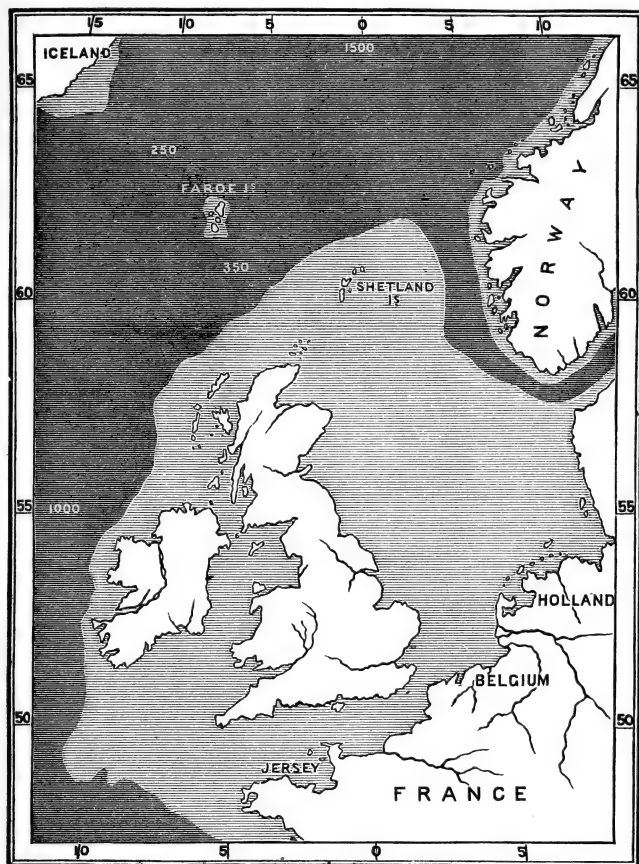 15 10 5 0 5 10
1500
ICELAND
65 65
250
FAROE Is
NORWAY
350
60 60
SHETLAND
Is
1000
55 55
HOLLAND
BELGIUM
50 50
JERSEY
FRANCE
10 5 0 5